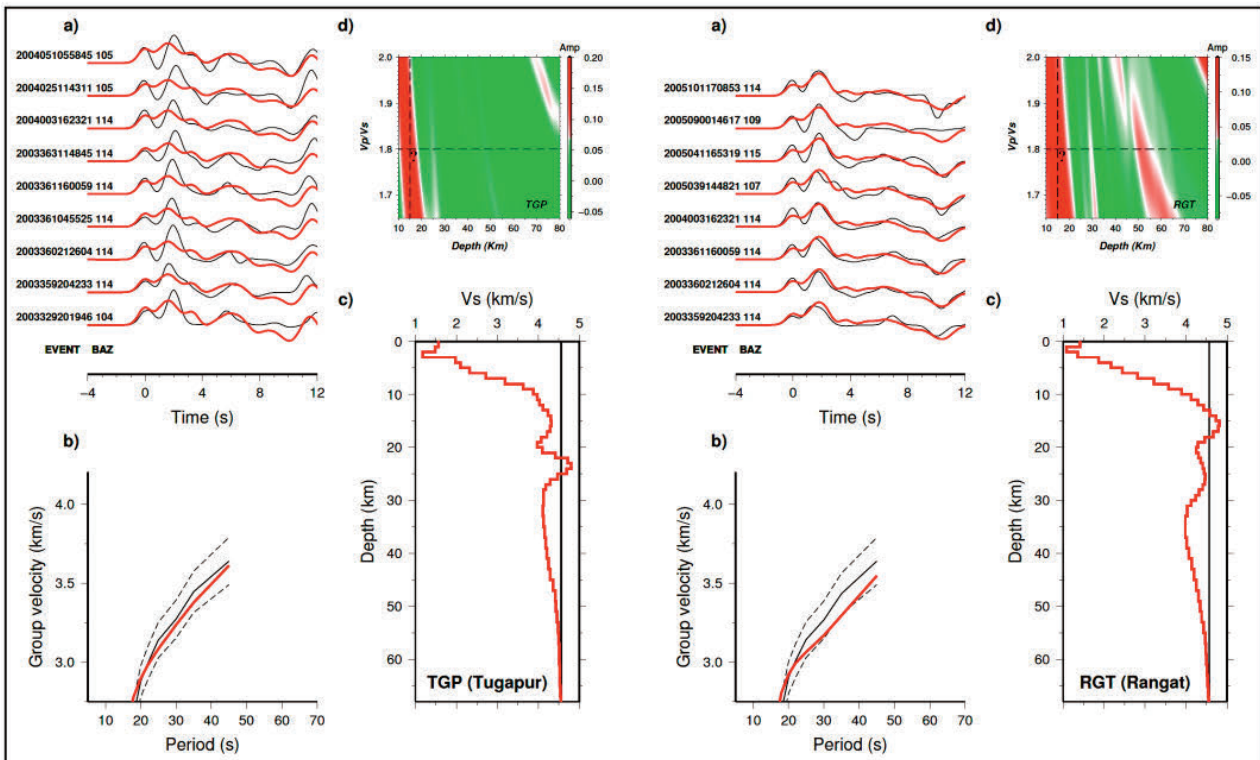 a)
2004051055845 105
2004025114311 105
2004003162321 114
2003363114845 114
2003361160059 114
2003361045525 114
2003360212604 114
2003359204233 114
2003329201946 104
EVENT BAZ
−4 0 4 8 12
Time (s)
b)
4.0
3.5
3.0
Group velocity (km/s)
10 20 30 40 50 60 70
Period (s)
d)
Amp
2.0
1.9
1.8
1.7
Vp/Vs
0.20
0.15
0.10
0.05
0.00
−0.05
TGP
10 20 30 40 50 60 70 80
Depth (Km)
c)
Vs (km/s)
1 2 3 4 5
0
10
20
30
40
50
60
Depth (km)
TGP (Tugapur)
a)
2005101170853 114
2005090014617 109
2005041165319 115
2005039144821 107
2004003162321 114
2003361160059 114
2003360212604 114
2003359204233 114
EVENT BAZ
−4 0 4 8 12
Time (s)
b)
4.0
3.5
3.0
Group velocity (km/s)
10 20 30 40 50 60 70
Period (s)
d)
Amp
2.0
1.9
1.8
1.7
Vp/Vs
0.15
0.10
0.05
0.00
−0.05
RGT
10 20 30 40 50 60 70 80
Depth (Km)
c)
Vs (km/s)
1 2 3 4 5
0
10
20
30
40
50
60
Depth (km)
RGT (Rangat)